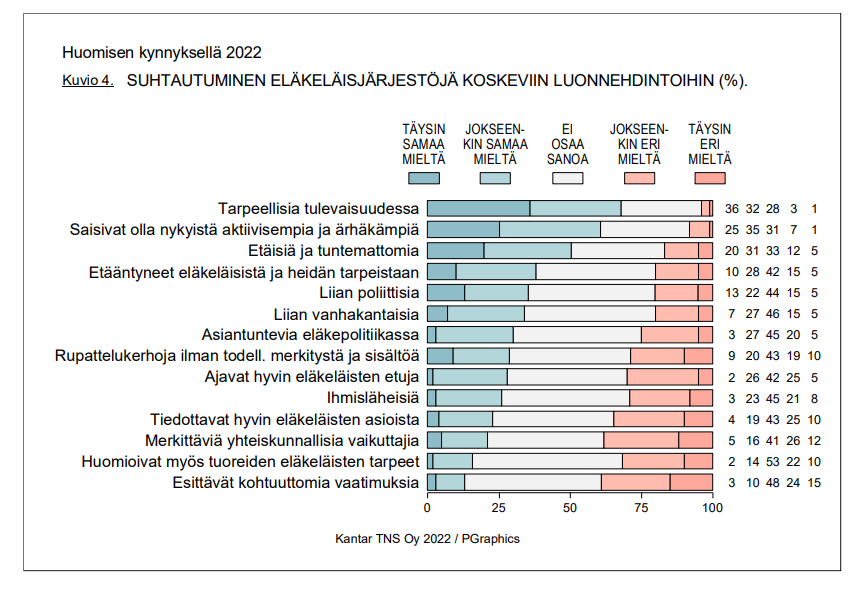 Huomisen kynnyksellä 2022
Kuvio 4. SUHTAUTUMINEN ELÄKELÄISJÄRJESTÖJÄ KOSKEVIIN LUONNEHDINTOIHIN (%).
TÄYSIN JOKSEEN- EI JOKSEEN- TÄYSIN
SAMAA KIN SAMAA OSAA KIN ERI ERI
MIELTÄ MIELTÄ SANOA MIELTÄ MIELTÄ
Tarpeellisia tulevaisuudessa 36 32 28 3 1
Saisivat olla nykyistä aktiivisempia ja ärhäkämpiä 25 35 31 7 1
Etäisiä ja tuntemattomia 20 31 33 12 5
Etääntyneet eläkeläisistä ja heidän tarpeistaan 10 28 42 15 5
Liian poliittisia 13 22 44 15 5
Liian vanhakantaisia 7 27 46 15 5
Asiantuntevia eläkepolitiikassa 3 27 45 20 5
Rupattelukerhoja ilman todell. merkitystä ja sisältöä 9 20 43 19 10
Ajavat hyvin eläkeläisten etuja 2 26 42 25 5
Ihmisläheisiä 3 23 45 21 8
Tiedottavat hyvin eläkeläisten asioista 4 19 43 25 10
Merkittäviä yhteiskunnallisia vaikuttajia 5 16 41 26 12
Huomioivat myös tuoreiden eläkeläisten tarpeet 2 14 53 22 10
Esittävät kohtuuttomia vaatimuksia 3 10 48 24 15
0 25 50 75 100
Kantar TNS Oy 2022 / PGraphics